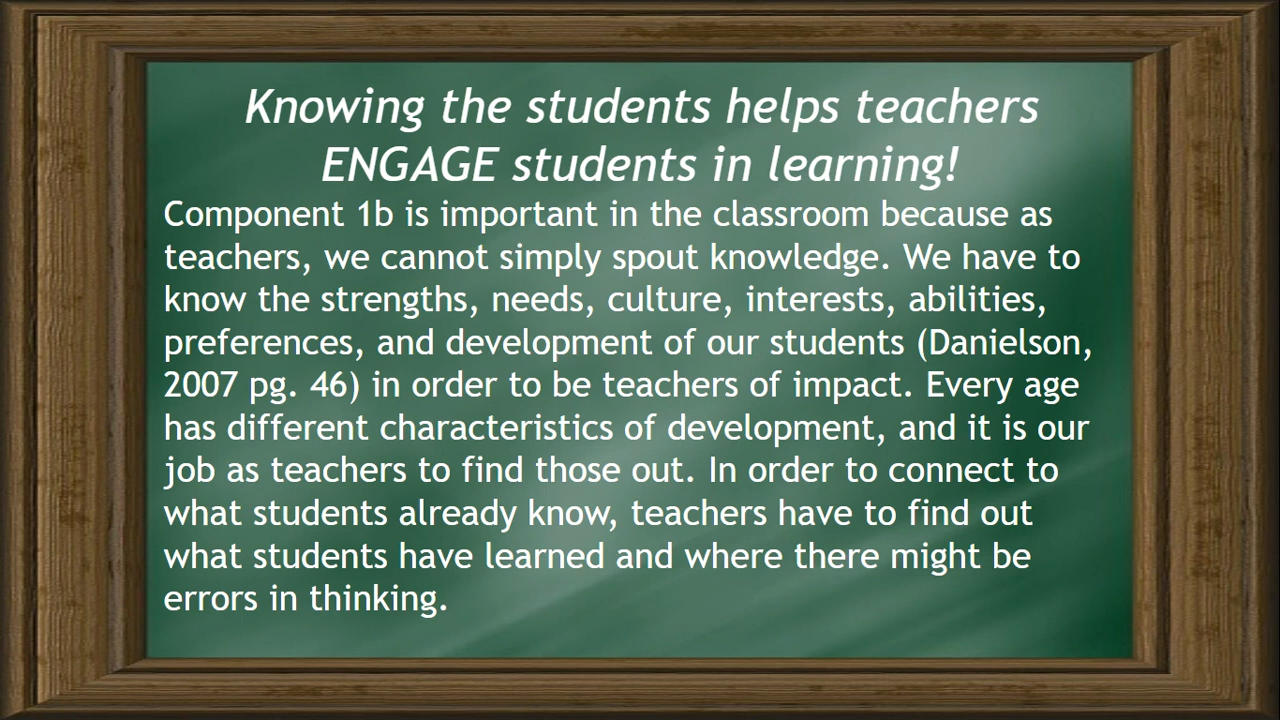 Knowing the students helps teachers
ENGAGE students in learning!
Component 1b is important in the classroom because as
teachers, we cannot simply spout knowledge. We have to
know the strengths, needs, culture, interests, abilities,
preferences, and development of our students (Danielson,
2007 pg. 46) in order to be teachers of impact. Every age
has different characteristics of development, and it is our
job as teachers to find those out. In order to connect to
what students already know, teachers have to find out
what students have learned and where there might be
errors in thinking.